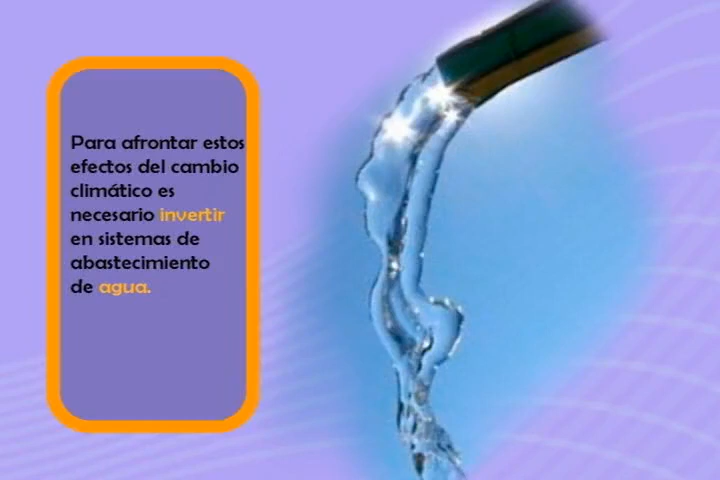 Para afrontar estos
efectos del cambio
climático es
necesario invertir
en sistemas de
abastecimiento
de agua.